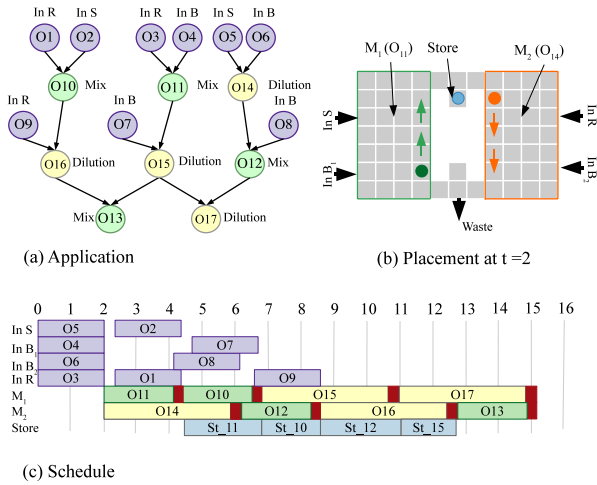 In R In S In R In B In S In B
O1 O2 O3 O4 O5 O6
O10 Mix O11 Mix O14 Dilution
In R In B In B
O9 O7 O8
O16 Dilution O15 Dilution O12 Mix
Mix O13 O17 Dilution
(a) Application
M1 (O11) Store M2 (O14)
In S In R
In B1 In B2
Waste
(b) Placement at t =2
0 1 2 3 4 5 6 7 8 9 10 11 12 13 14 15 16
In S O5 O2
In B1 O4 O7
In B2 O6 O8
In R O3 O1 O9
M1 O11 O10 O15 O17
M2 O14 O12 O16 O13
Store St_11 St_10 St_12 St_15
(c) Schedule